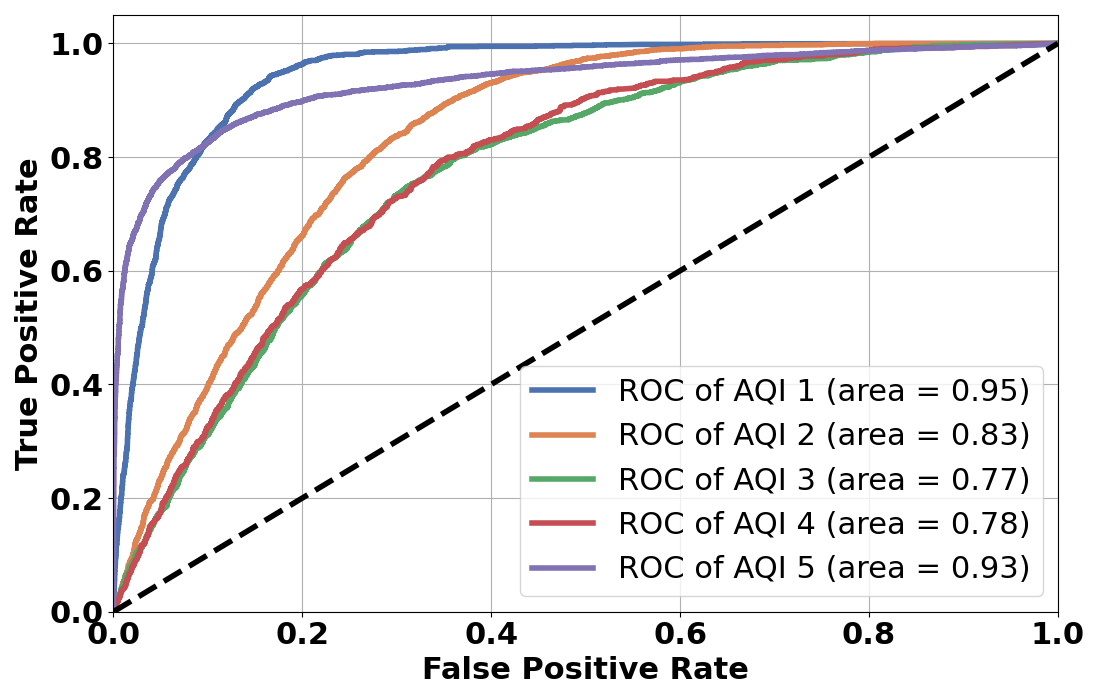 True Positive Rate
1.0
0.8
0.6
0.4
0.2
0.0
ROC of AQI 1 (area = 0.95)
ROC of AQI 2 (area = 0.83)
ROC of AQI 3 (area = 0.77)
ROC of AQI 4 (area = 0.78)
ROC of AQI 5 (area = 0.93)
0.0 0.2 0.4 0.6 0.8 1.0
False Positive Rate